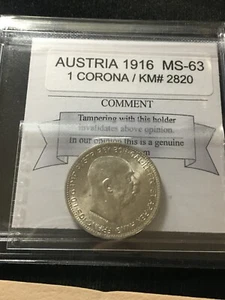 AUSTRIA 1916 MS-63
1 CORONA / KM# 2820
COMMENT
Tampering with this holder
invalidates above opinion.
In our opinion this is a genuine